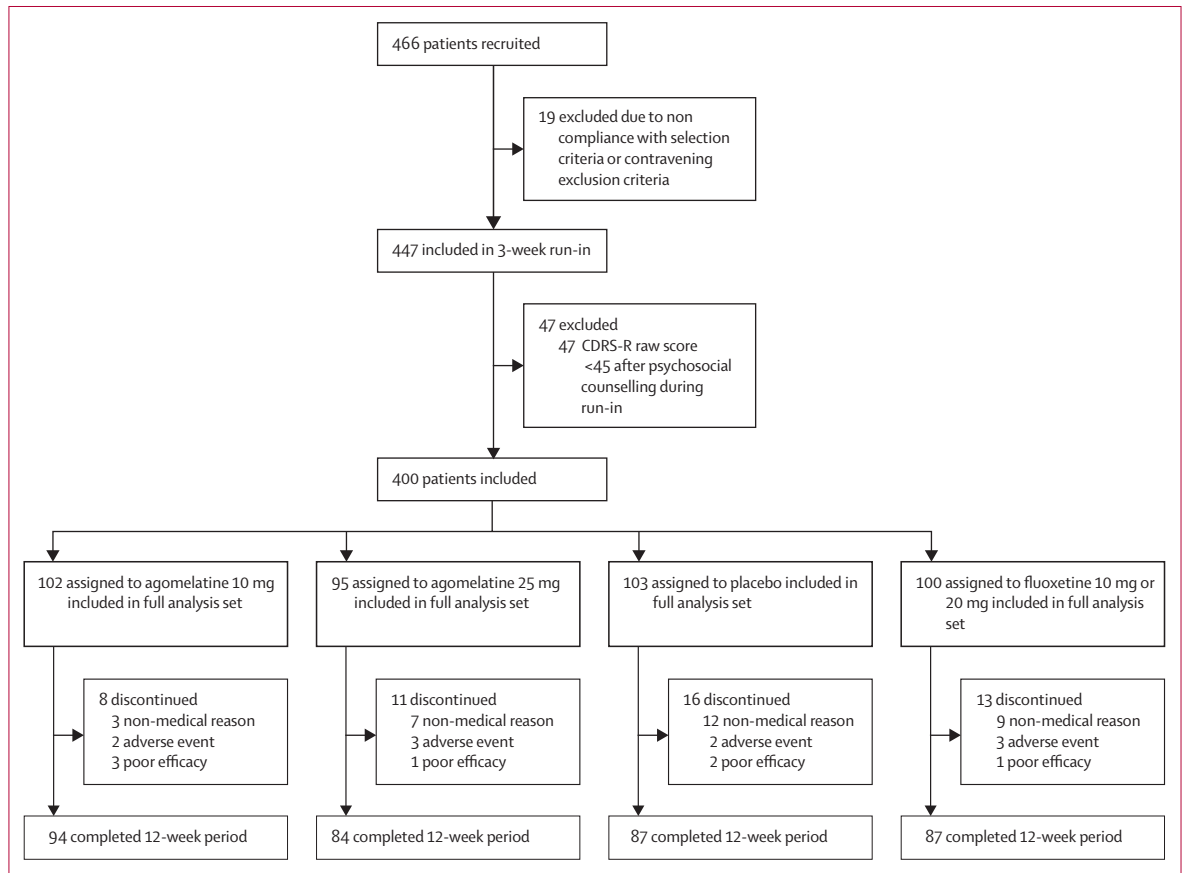 466 patients recruited
19 excluded due to non
compliance with selection
criteria or contravening
exclusion criteria
447 included in 3-week run-in
47 excluded
47 CDRS-R raw score
<45 after psychosocial
counselling during
run-in
400 patients included
102 assigned to agomelatine 10 mg
included in full analysis set
95 assigned to agomelatine 25 mg
included in full analysis set
103 assigned to placebo included in
full analysis set
100 assigned to fluoxetine 10 mg or
20 mg included in full analysis
set
8 discontinued
3 non-medical reason
2 adverse event
3 poor efficacy
11 discontinued
7 non-medical reason
3 adverse event
1 poor efficacy
16 discontinued
12 non-medical reason
2 adverse event
2 poor efficacy
13 discontinued
9 non-medical reason
3 adverse event
1 poor efficacy
94 completed 12-week period
84 completed 12-week period
87 completed 12-week period
87 completed 12-week period